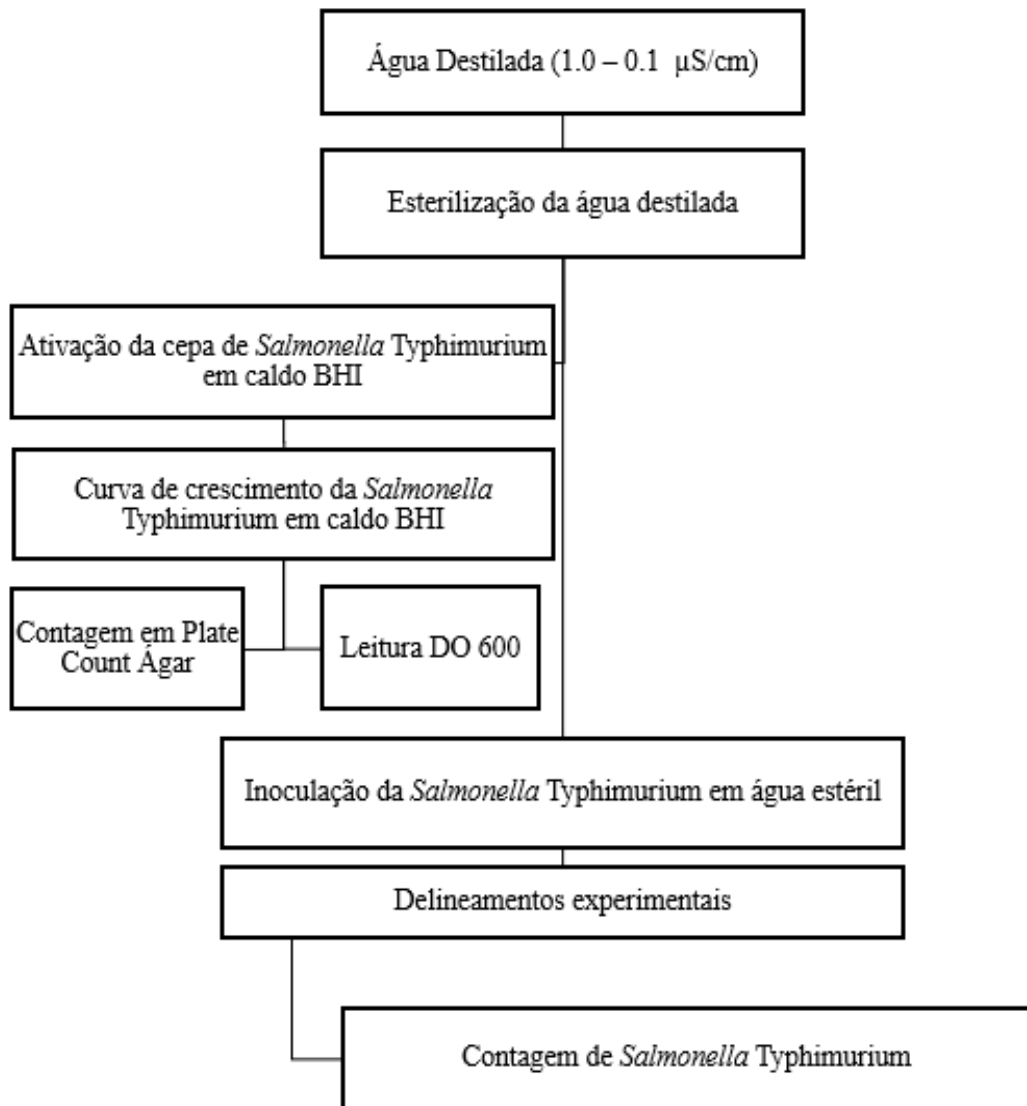 Água Destilada (1.0 – 0.1 µS/cm)
Esterilização da água destilada
Ativação da cepa de Salmonella Typhimurium
em caldo BHI
Curva de crescimento da Salmonella
Typhimurium em caldo BHI
Contagem em Plate
Count Ágar
Leitura DO 600
Inoculação da Salmonella Typhimurium em água estéril
Delineamentos experimentais
Contagem de Salmonella Typhimurium